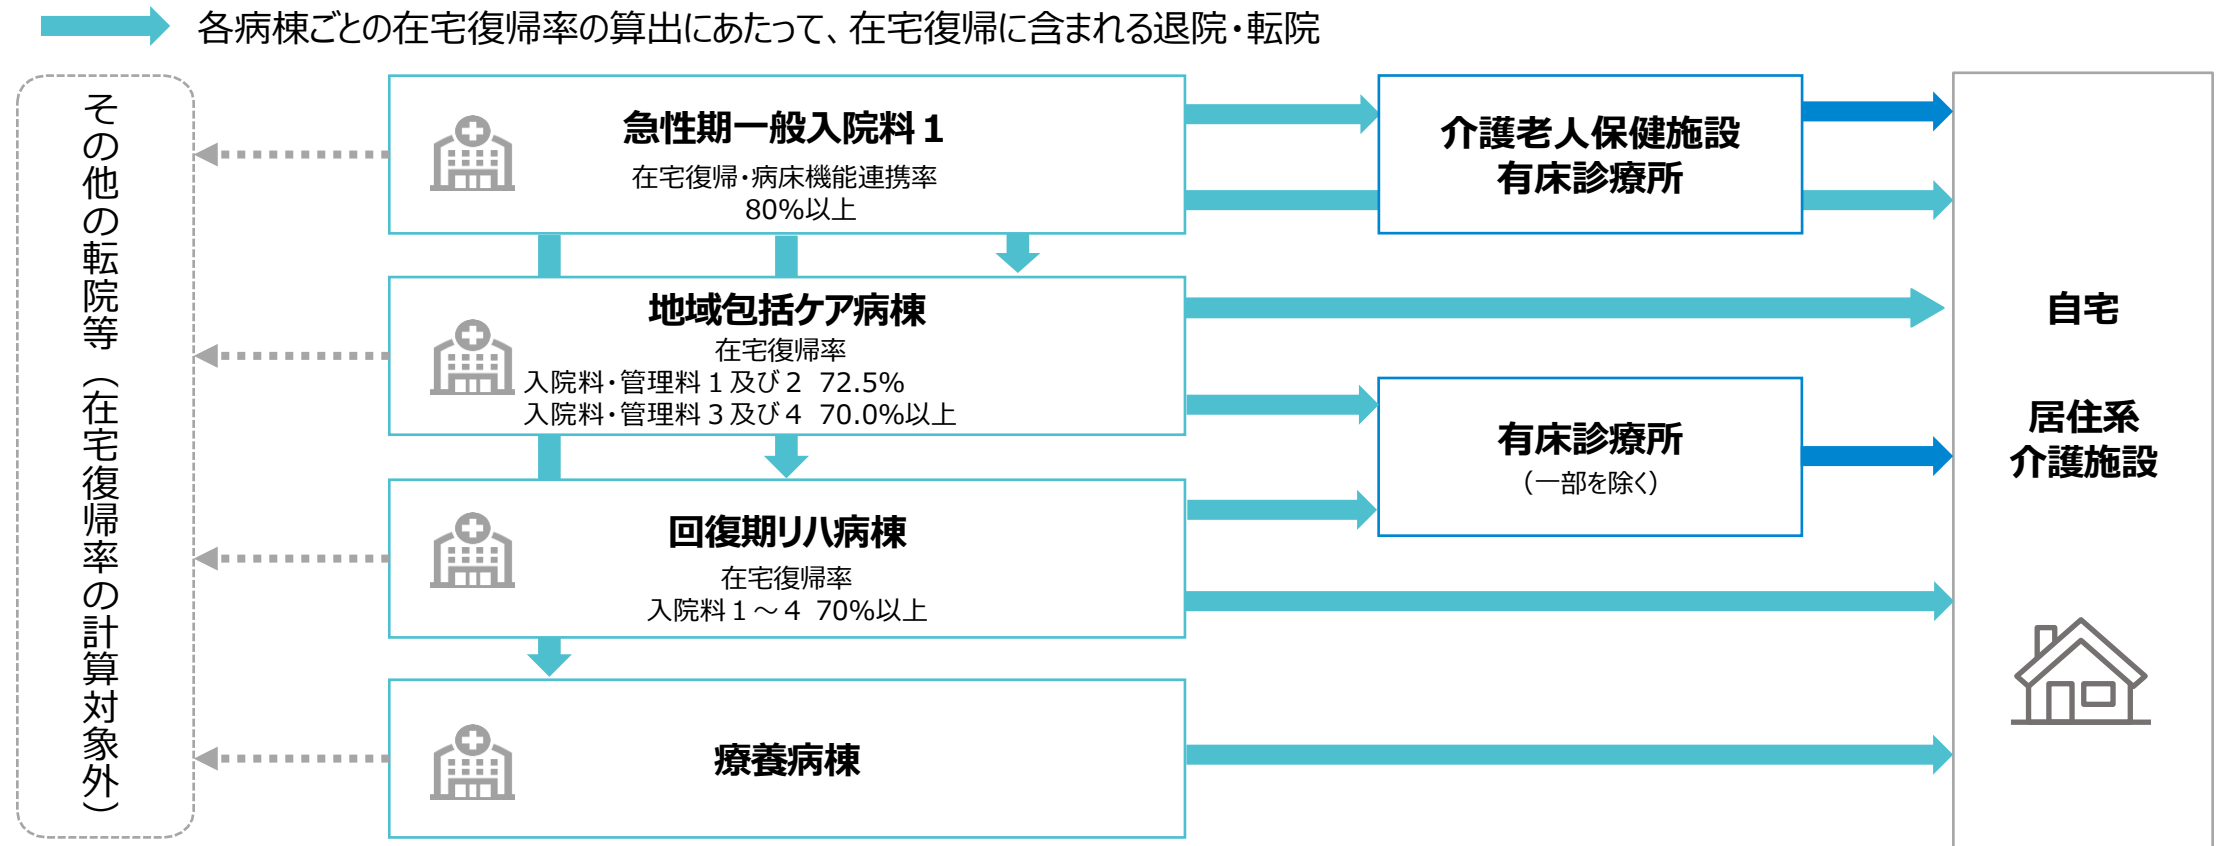 各病棟ごとの在宅復帰率の算出にあたって、在宅復帰に含まれる退院・転院
その他の転院等（在宅復帰率の計算対象外）
急性期一般入院料１
在宅復帰・病床機能連携率
80%以上
介護老人保健施設
有床診療所
地域包括ケア病棟
在宅復帰率
入院料・管理料１及び２ 72.5%
入院料・管理料３及び４ 70.0%以上
有床診療所
（一部を除く）
回復期リハ病棟
在宅復帰率
入院料１～４ 70%以上
療養病棟
自宅
居住系
介護施設